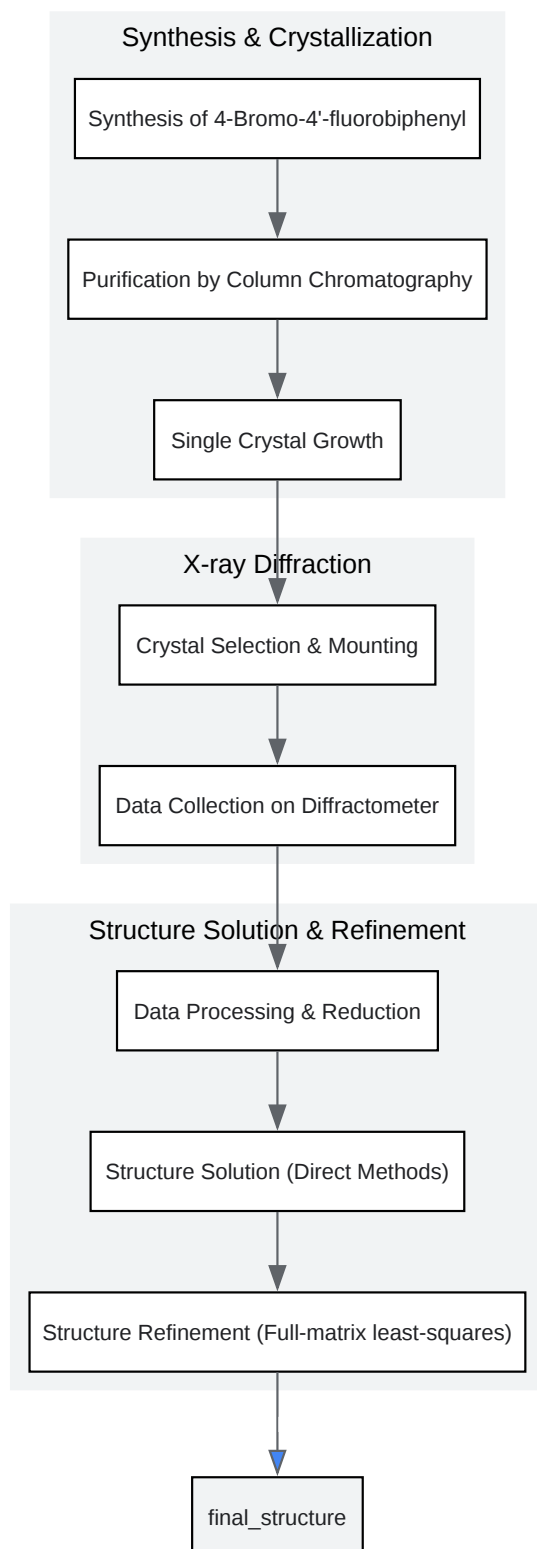 Synthesis & Crystallization
Synthesis of 4-Bromo-4'-fluorobiphenyl
Purification by Column Chromatography
Single Crystal Growth
X-ray Diffraction
Crystal Selection & Mounting
Data Collection on Diffractometer
Structure Solution & Refinement
Data Processing & Reduction
Structure Solution (Direct Methods)
Structure Refinement (Full-matrix least-squares)
final_structure